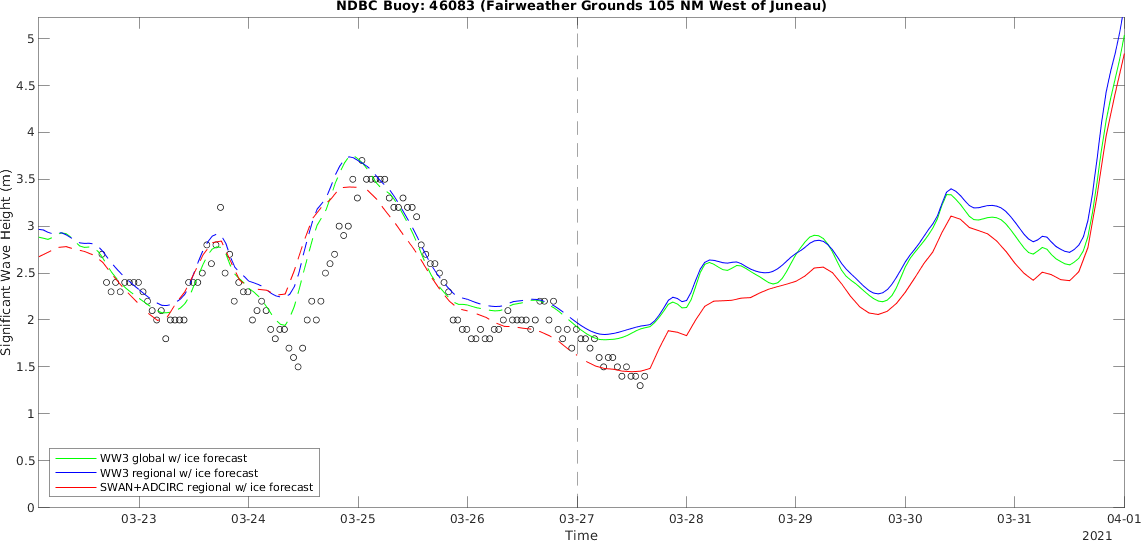 NDBC Buoy: 46083 (Fairweather Grounds 105 NM West of Juneau)
5
4.5
4
3.5
3
2.5
2
1.5
1
0.5
0
Significant Wave Height (m)
WW3 global w/ ice forecast
WW3 regional w/ ice forecast
SWAN+ADCIRC regional w/ ice forecast
03-23 03-24 03-25 03-26 03-27 03-28 03-29 03-30 03-31 04-01
Time
2021